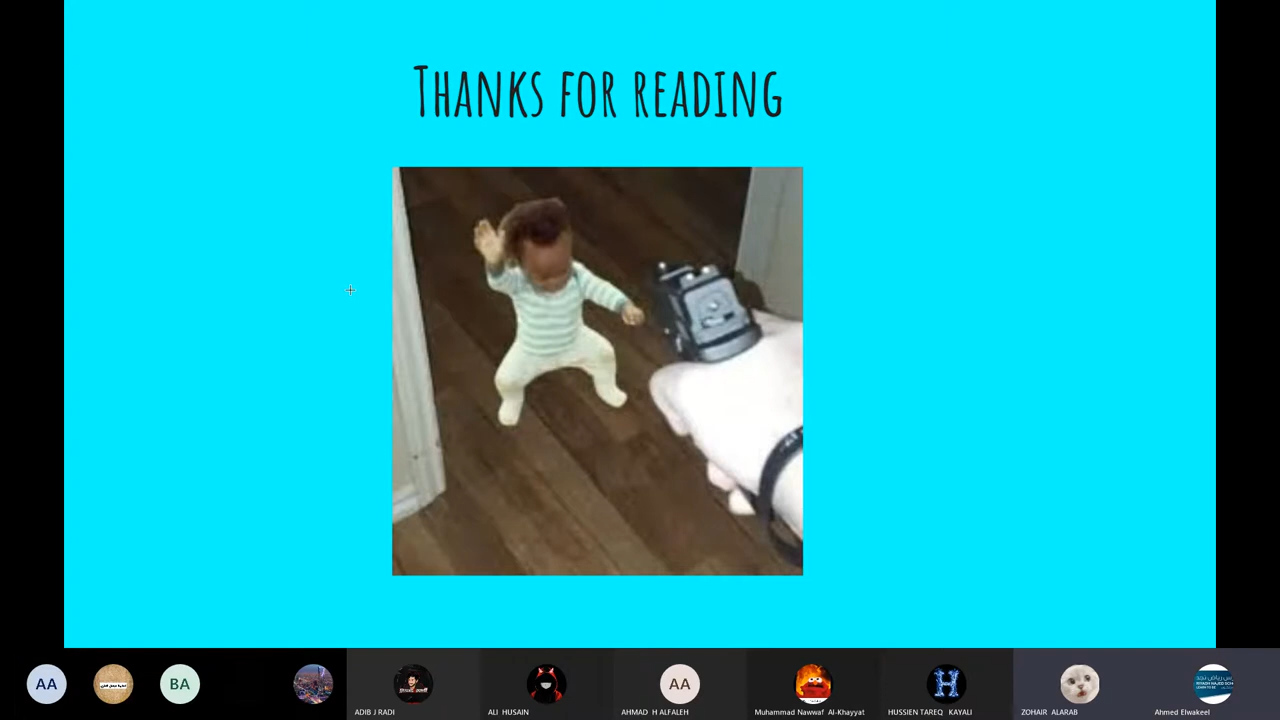 Thanks for reading
AA
BA
AA
H
ADIB J RADI
ALI HUSAIN
AHMAD H ALFALEH
Muhammad Nawwaf Al-Khayyat
HUSSIEN TAREQ KAYALI
ZOHAIR ALARAB
Ahmed Elwakeel